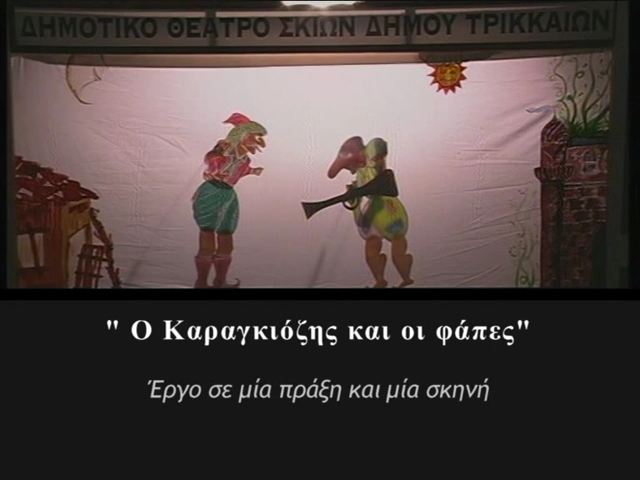 ΔΗΜΟΤΙΚΟ ΘΕΑΤΡΟ ΣΚΙΩΝ ΔΗΜΟΥ ΤΡΙΚΚΑΙΩΝ
" Ο Καραγκιόζης και οι φάπες"
Έργο σε μία πράξη και μία σκηνή